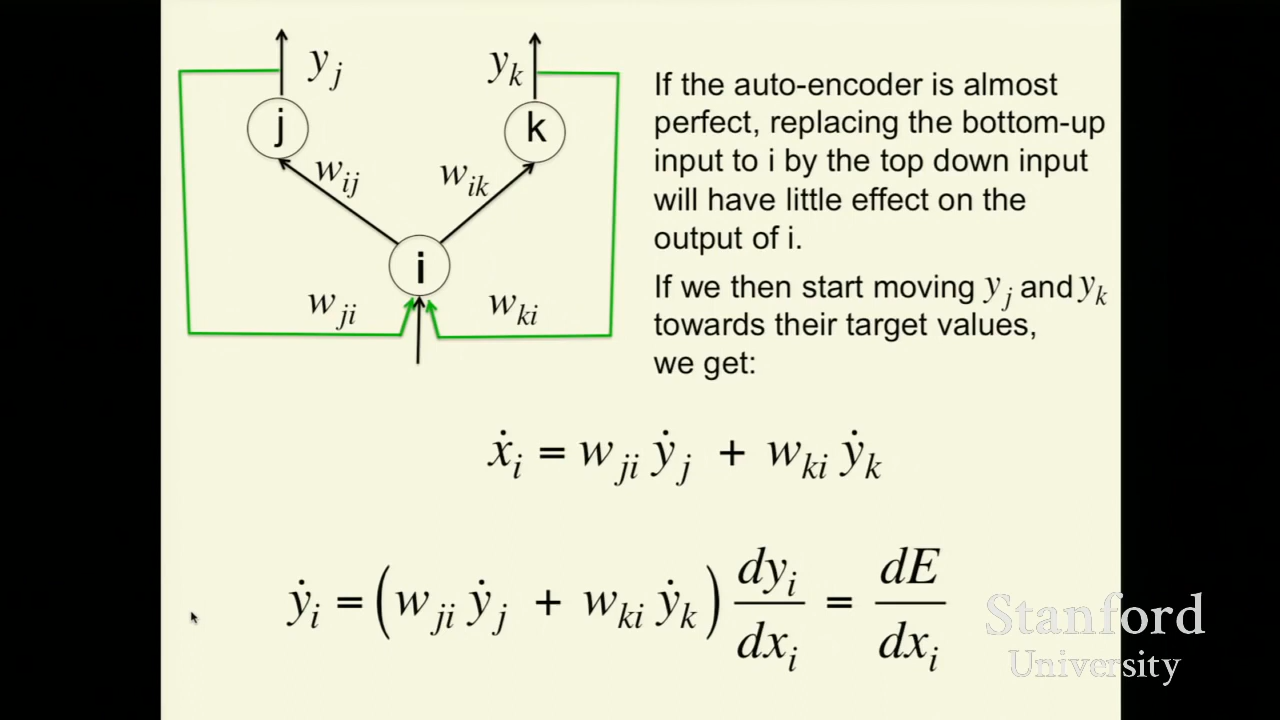 y_j
y_k
j
k
w_ij
w_ik
i
w_ji
w_ki
If the auto-encoder is almost
perfect, replacing the bottom-up
input to i by the top down input
will have little effect on the
output of i.
If we then start moving y_j and y_k
towards their target values,
we get:
ẋ_i = w_ji ẏ_j + w_ki ẏ_k
ẏ_i = (w_ji ẏ_j + w_ki ẏ_k) dy_i/dx_i = dE/dx_i
Stanford
University